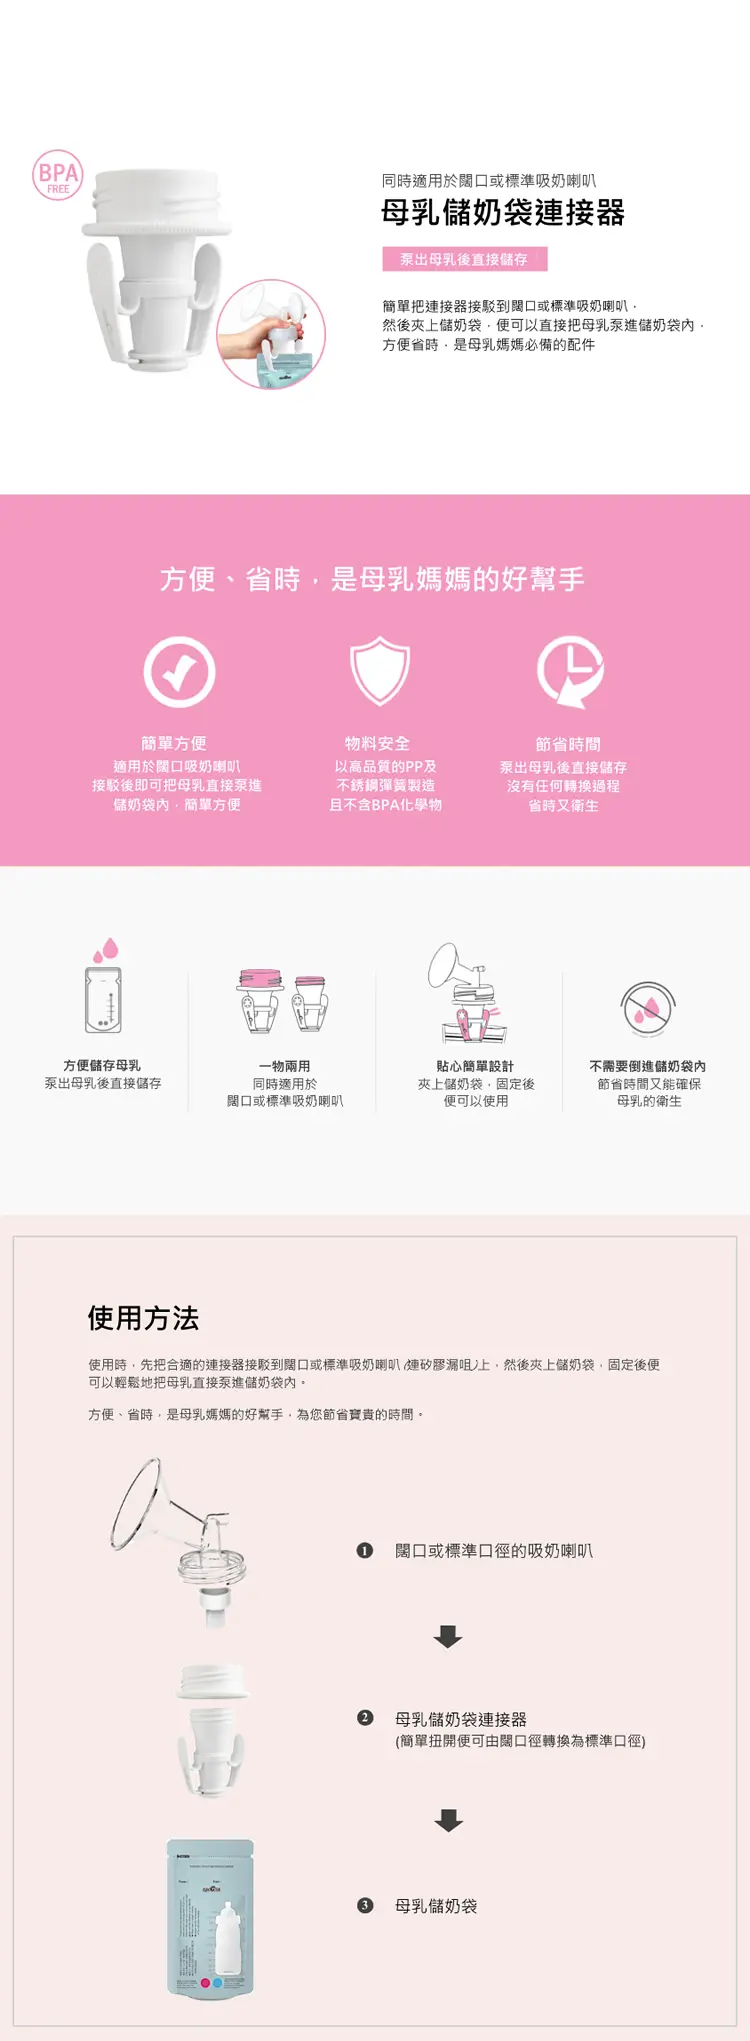 BPA
FREE
同時適用於闊口或標準吸奶喇叭
母乳儲奶袋連接器
泵出母乳後直接儲存
簡單把連接器接駁到闊口或標準吸奶喇叭，
然後夾上儲奶袋，便可以直接把母乳泵進儲奶袋內，
方便省時，是母乳媽媽必備的配件
方便、省時，是母乳媽媽的好幫手
簡單方便
適用於闊口吸奶喇叭
接駁後即可把母乳直接泵進
儲奶袋內，簡單方便
物料安全
以高品質的PP及
不銹鋼彈簧製造
且不含BPA化學物
節省時間
泵出母乳後直接儲存
沒有任何轉換過程
省時又衛生
方便儲存母乳
泵出母乳後直接儲存
一物兩用
同時適用於
闊口或標準吸奶喇叭
貼心簡單設計
夾上儲奶袋，固定後
便可以使用
不需要倒進儲奶袋內
節省時間又能確保
母乳的衛生
使用方法
使用時，先把合適的連接器接駁到闊口或標準吸奶喇叭 (連矽膠漏咀)上，然後夾上儲奶袋，固定後便
可以輕鬆地把母乳直接泵進儲奶袋內。
方便、省時，是母乳媽媽的好幫手，為您節省寶貴的時間。
1 闊口或標準口徑的吸奶喇叭
2 母乳儲奶袋連接器
(簡單扭開便可由闊口徑轉換為標準口徑)
3 母乳儲奶袋